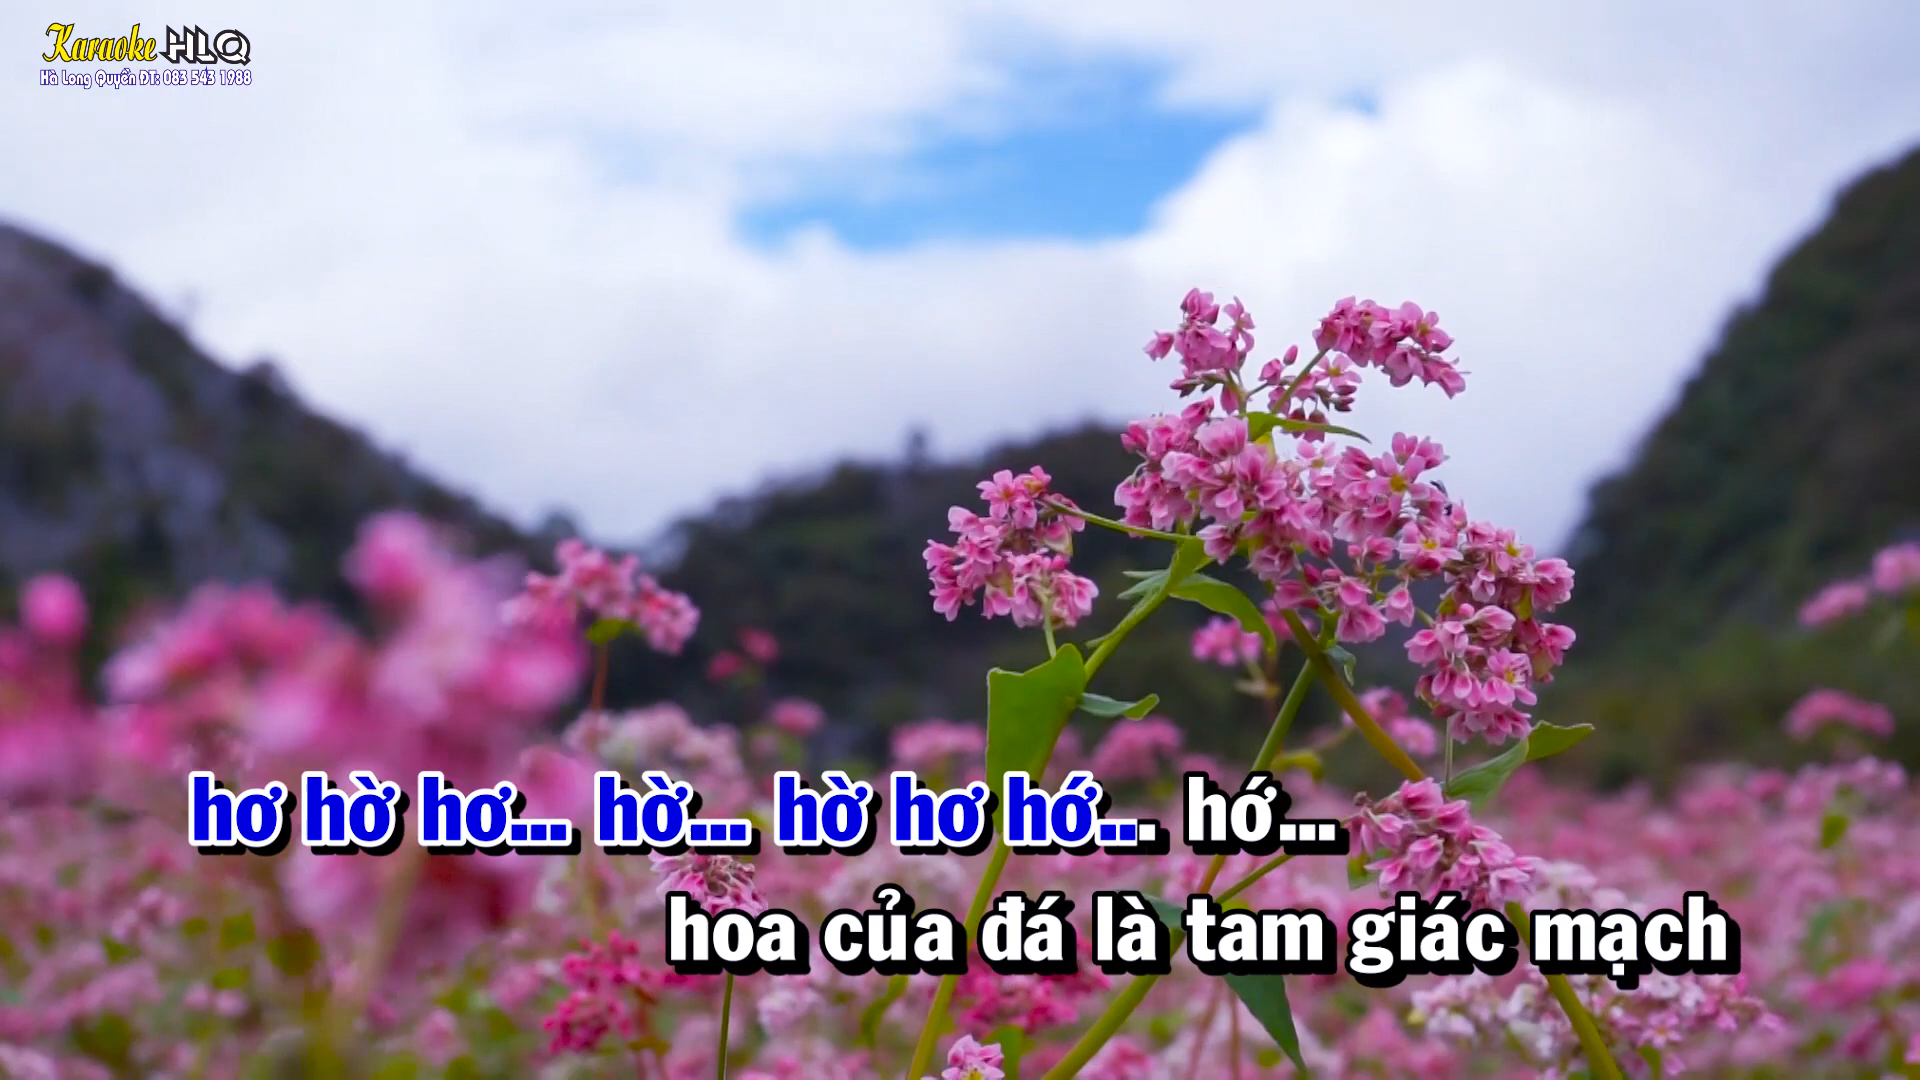 Karaoke HLQ
Hà Long Quyền ĐT: 083 543 1988
hơ hờ hơ... hờ... hờ hơ hớ... hớ...
hoa của đá là tam giác mạch